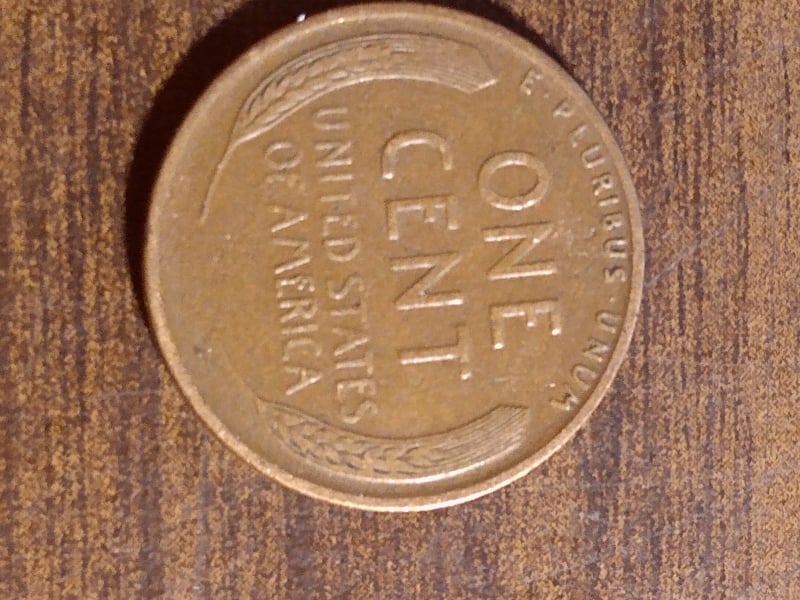 E · PLURIBUS · UNUM
ONE
CENT
UNITED STATES
OF AMERICA